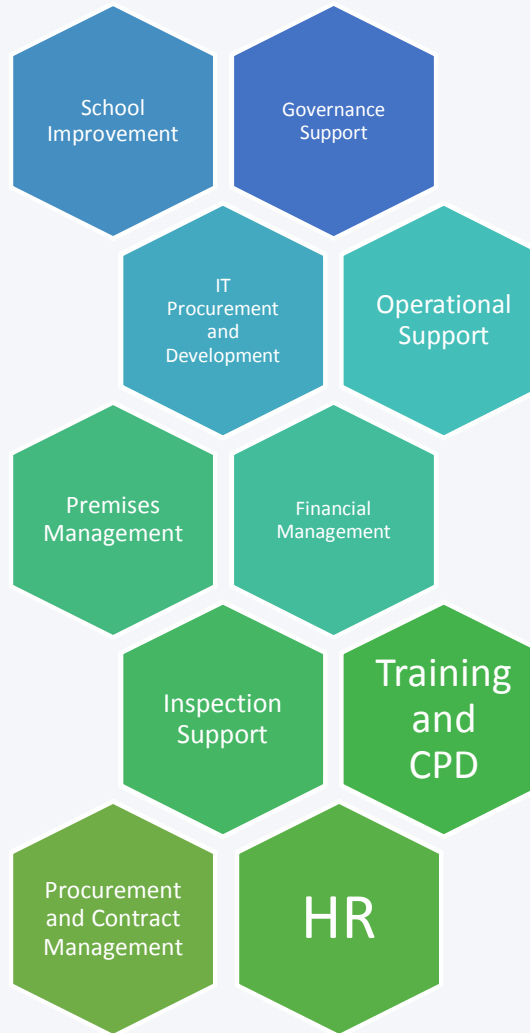 School
Improvement
Governance
Support
IT
Procurement
and
Development
Operational
Support
Premises
Management
Financial
Management
Inspection
Support
Training
and
CPD
Procurement
and Contract
Management
HR